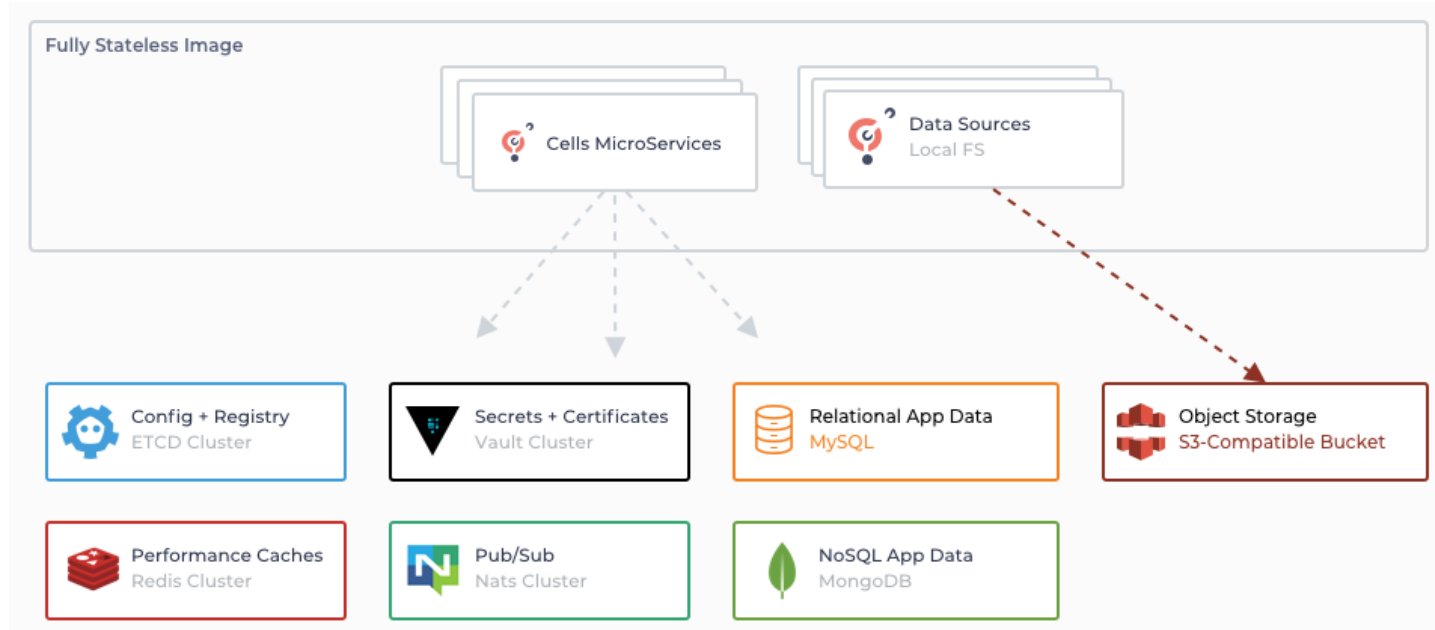 Fully Stateless Image
Cells MicroServices
Data Sources
Local FS
Config + Registry
ETCD Cluster
Secrets + Certificates
Vault Cluster
Relational App Data
MySQL
Object Storage
S3-Compatible Bucket
Performance Caches
Redis Cluster
Pub/Sub
Nats Cluster
NoSQL App Data
MongoDB